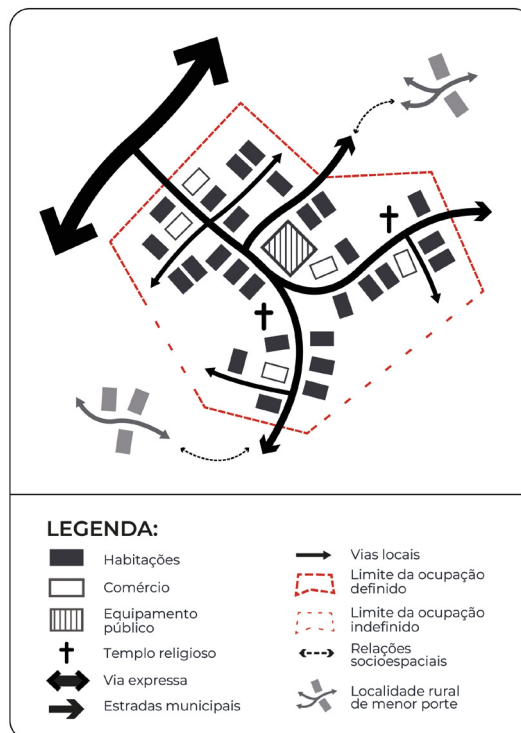 LEGENDA:
Habitações
Comércio
Equipamento
público
Templo religioso
Via expressa
Estradas municipais
Vias locais
Limite da ocupação
definido
Limite da ocupação
indefinido
Relações
socioespaciais
Localidade rural
de menor porte